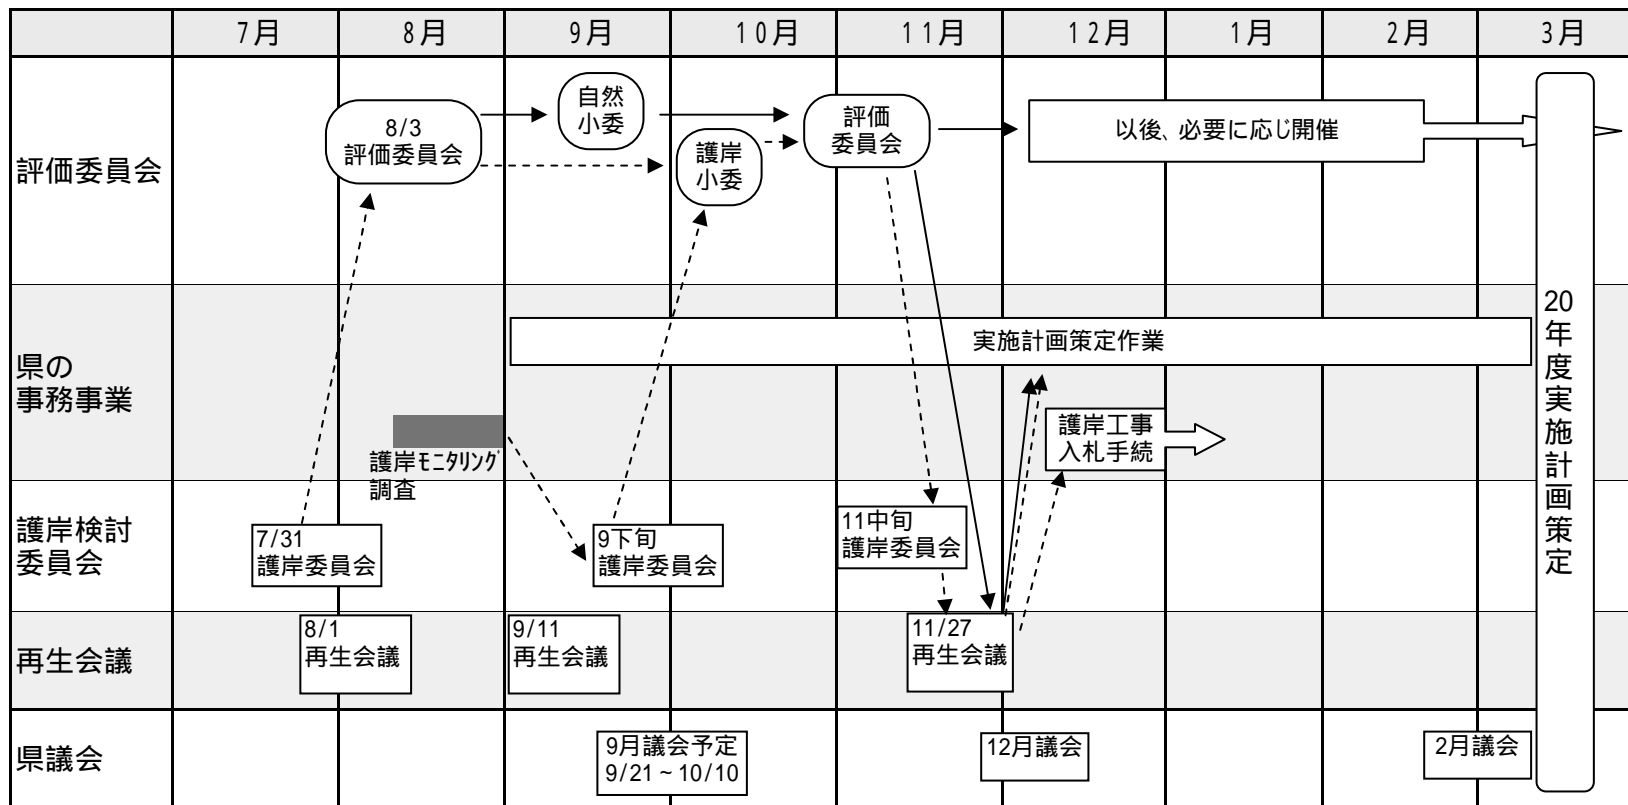 7月
8月
9月
10月
11月
12月
1月
2月
3月
評価委員会
8/3
評価委員会
自然
小委
護岸
小委
評価
委員会
以後、必要に応じ開催
県の
事務事業
実施計画策定作業
護岸ﾓﾆﾀﾘﾝｸﾞ
調査
護岸工事
入札手続
護岸検討
委員会
7/31
護岸委員会
9下旬
護岸委員会
11中旬
護岸委員会
再生会議
8/1
再生会議
9/11
再生会議
11/27
再生会議
県議会
9月議会予定
9/21～10/10
12月議会
2月議会
20年度実施計画策定